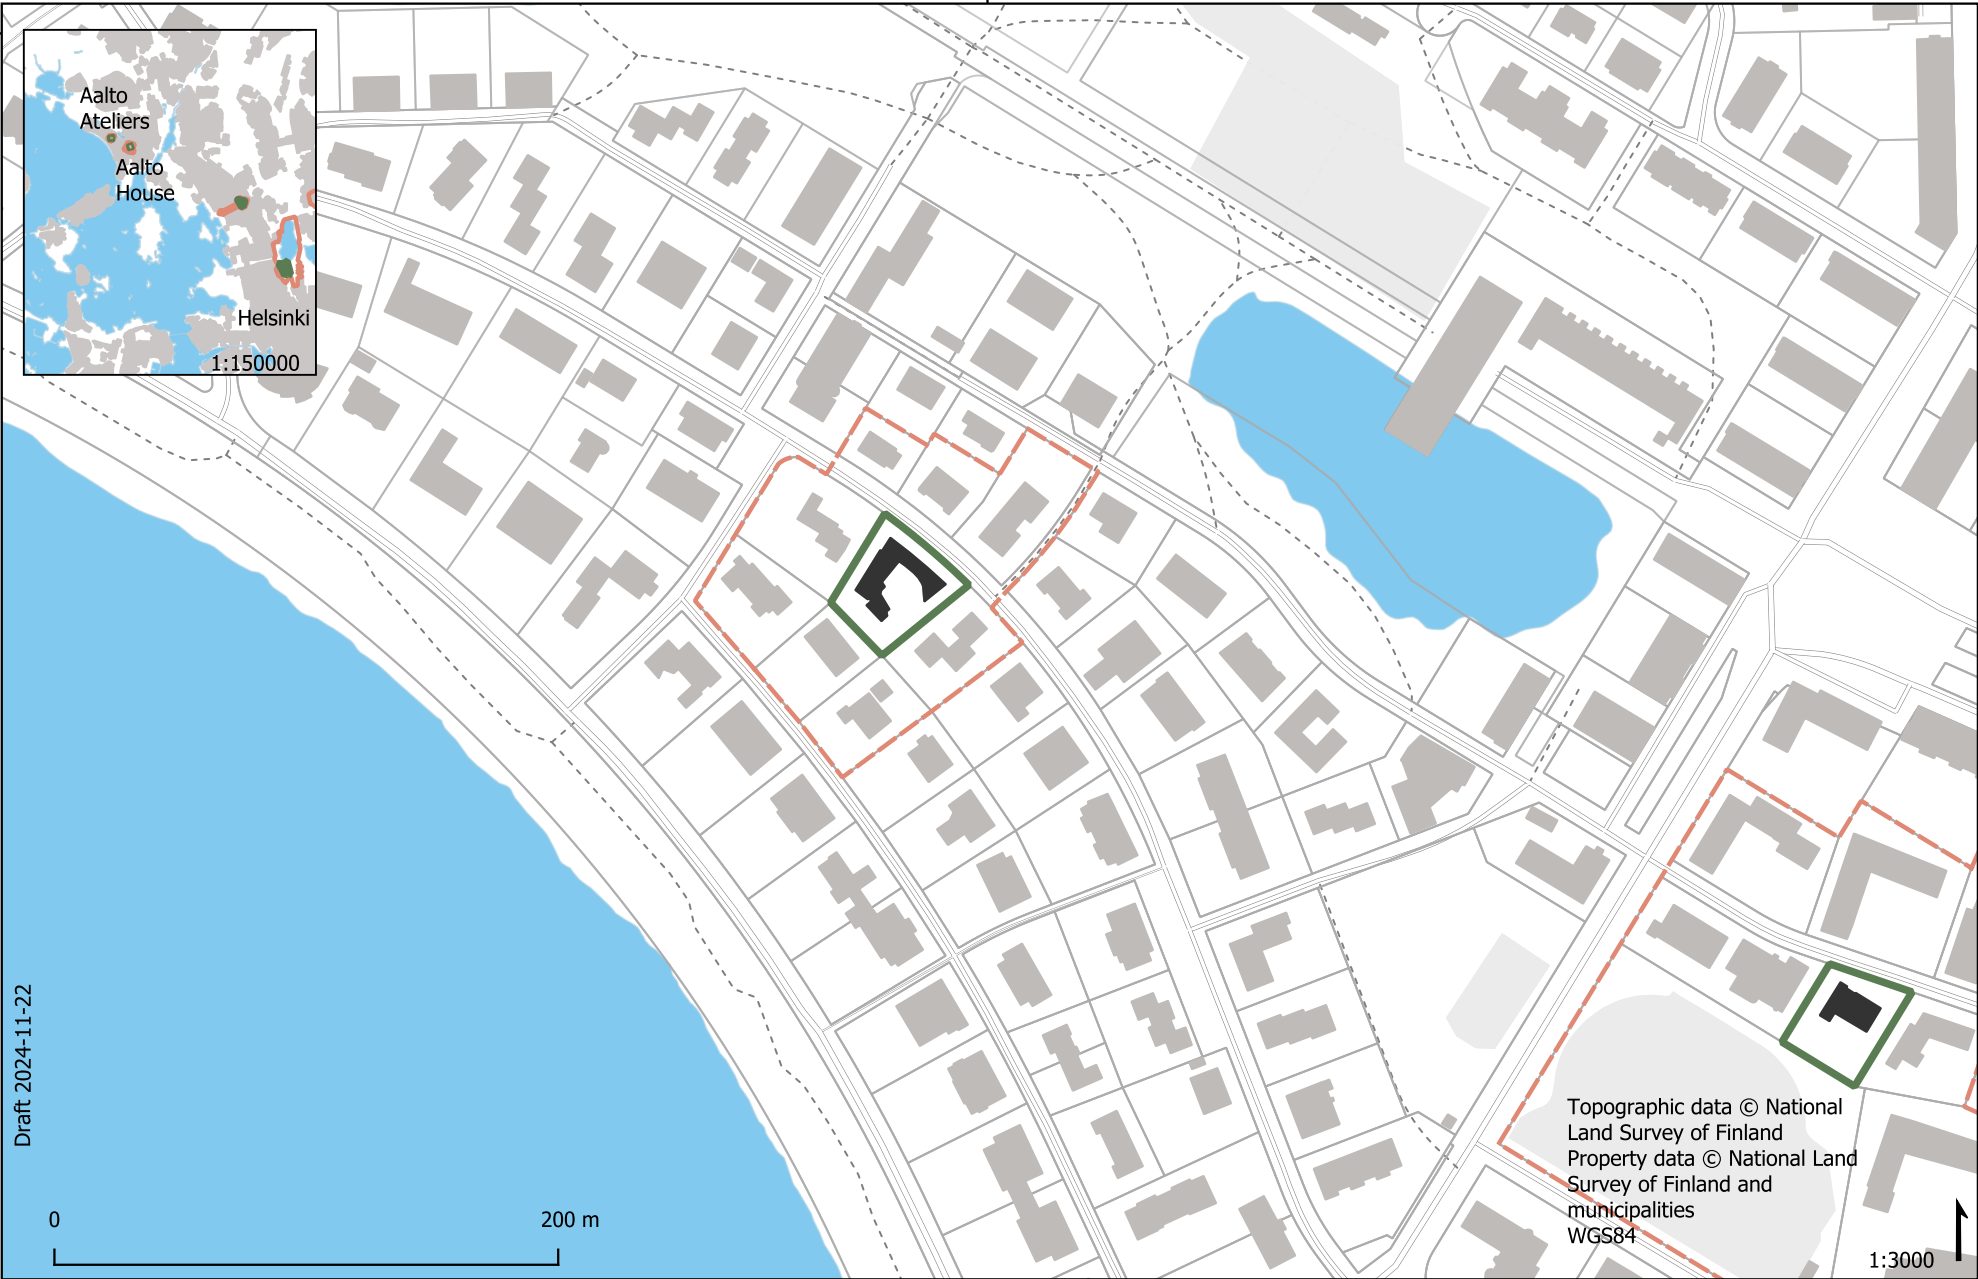 Aalto
Ateliers
Aalto
House
Helsinki
1:150000
Draft 2024-11-22
0
200 m
Topographic data © National
Land Survey of Finland
Property data © National Land
Survey of Finland and
municipalities
WGS84
1:3000